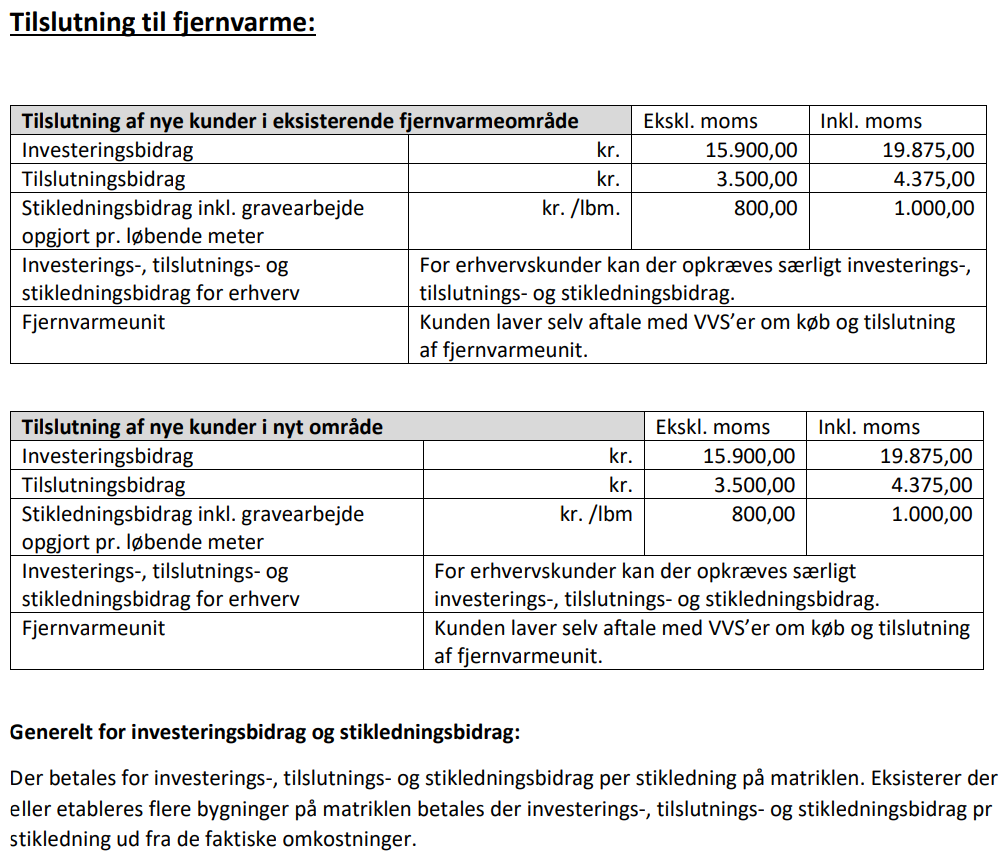 Tilslutning til fjernvarme:
Tilslutning af nye kunder i eksisterende fjernvarmeområde Ekskl. moms Inkl. moms
Investeringsbidrag kr. 15.900,00 19.875,00
Tilslutningsbidrag kr. 3.500,00 4.375,00
Stikledningsbidrag inkl. gravearbejde kr. /lbm. 800,00 1.000,00
opgjort pr. løbende meter
Investerings-, tilslutnings- og For erhvervskunder kan der opkræves særligt investerings-,
stikledningsbidrag for erhverv tilslutnings- og stikledningsbidrag.
Fjernvarmeunit Kunden laver selv aftale med VVS’er om køb og tilslutning
af fjernvarmeunit.
Tilslutning af nye kunder i nyt område Ekskl. moms Inkl. moms
Investeringsbidrag kr. 15.900,00 19.875,00
Tilslutningsbidrag kr. 3.500,00 4.375,00
Stikledningsbidrag inkl. gravearbejde kr. /lbm 800,00 1.000,00
opgjort pr. løbende meter
Investerings-, tilslutnings- og For erhvervskunder kan der opkræves særligt
stikledningsbidrag for erhverv investerings-, tilslutnings- og stikledningsbidrag.
Fjernvarmeunit Kunden laver selv aftale med VVS’er om køb og tilslutning
af fjernvarmeunit.
Generelt for investeringsbidrag og stikledningsbidrag:
Der betales for investerings-, tilslutnings- og stikledningsbidrag per stikledning på matriklen. Eksisterer der
eller etableres flere bygninger på matriklen betales der investerings-, tilslutnings- og stikledningsbidrag pr
stikledning ud fra de faktiske omkostninger.